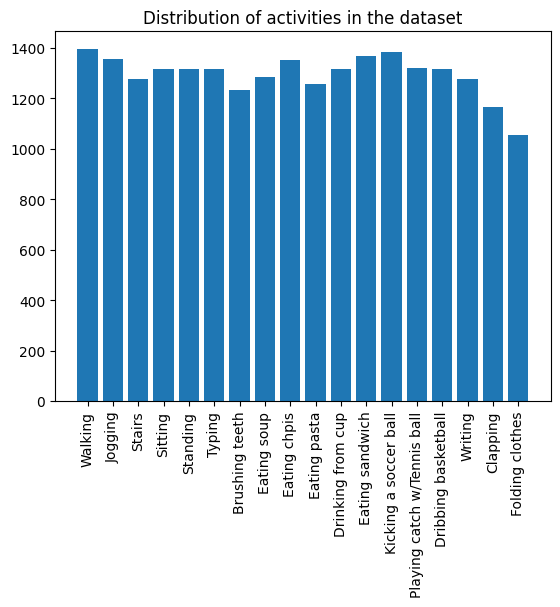 Distribution of activities in the dataset
1400
1200
1000
800
600
400
200
0
Walking
Jogging
Stairs
Sitting
Standing
Typing
Brushing teeth
Eating soup
Eating chpis
Eating pasta
Drinking from cup
Eating sandwich
Kicking a soccer ball
Playing catch w/Tennis ball
Dribbing basketball
Writing
Clapping
Folding clothes